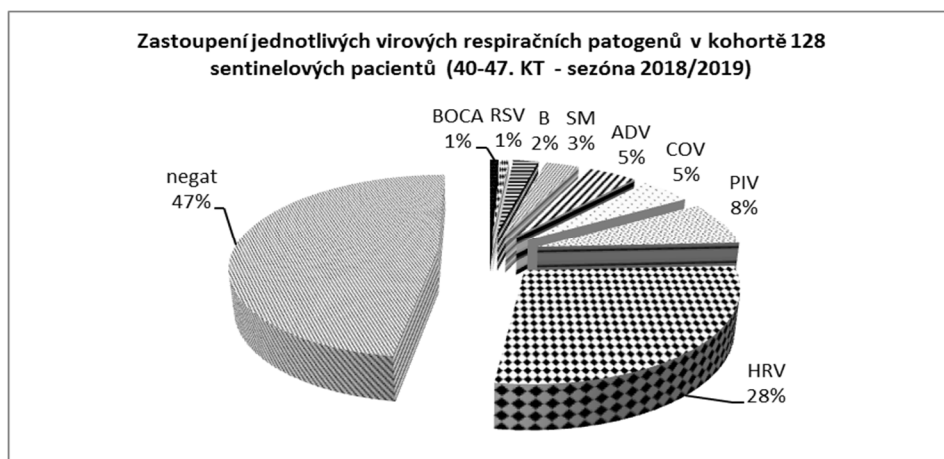 Zastoupení jednotlivých virových respiračních patogenů v kohortě 128
sentinelových pacientů (40-47. KT - sezóna 2018/2019)
BOCA
1%
RSV
1%
B
2%
SM
3%
ADV
5%
COV
5%
PIV
8%
negat
47%
HRV
28%